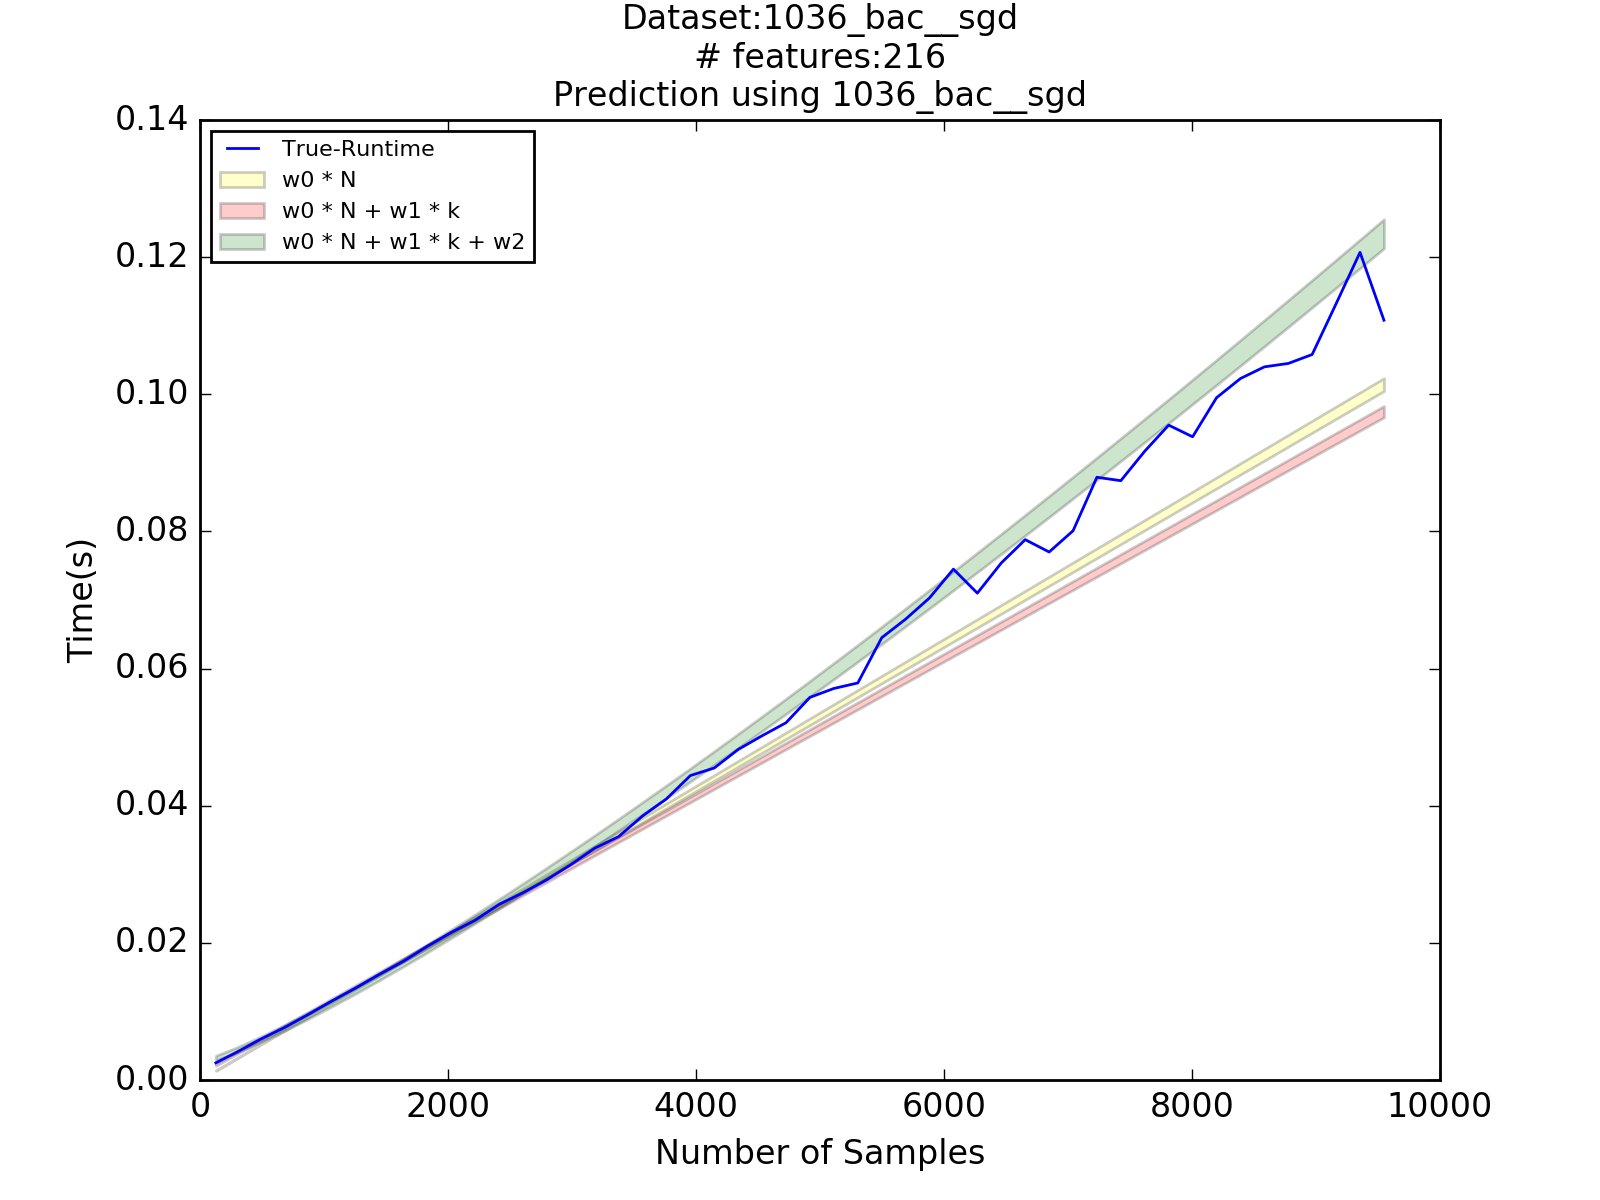 Dataset:1036_bac__sgd
# features:216
Prediction using 1036_bac__sgd
True-Runtime
w0 * N
w0 * N + w1 * k
w0 * N + w1 * k + w2
0.14
0.12
0.10
0.08
0.06
0.04
0.02
0.00
Time(s)
0 2000 4000 6000 8000 10000
Number of Samples